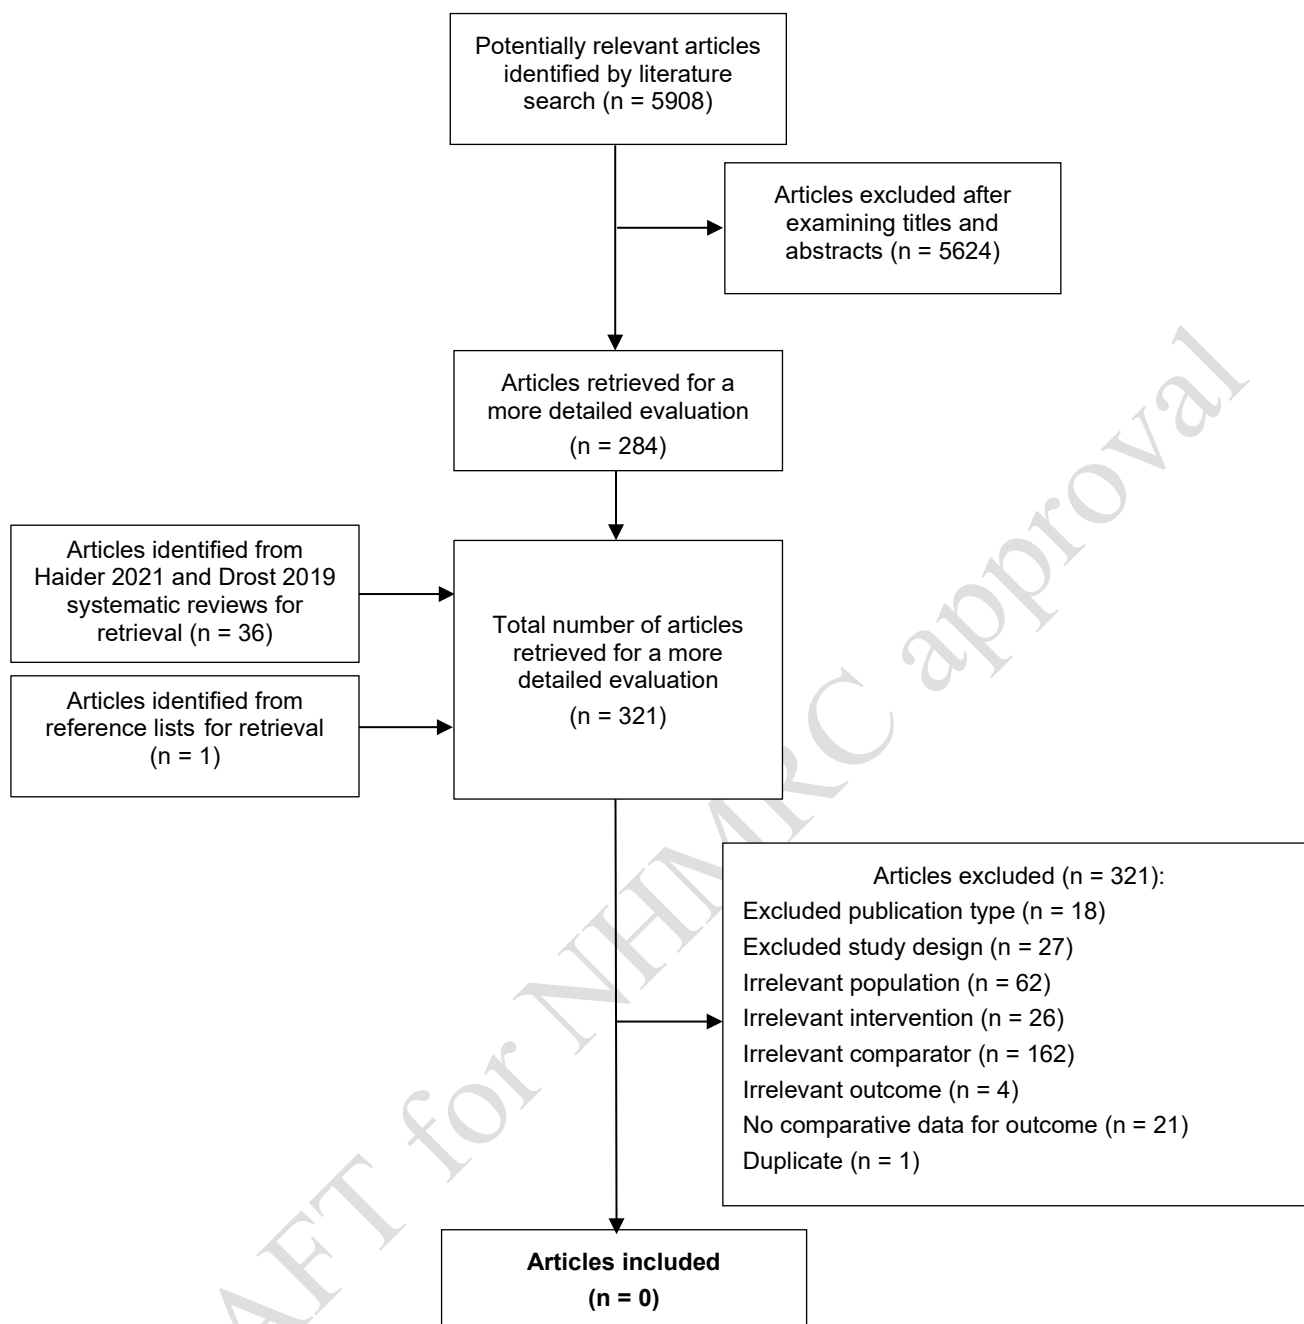 Potentially relevant articles
identified by literature
search (n = 5908)
Articles excluded after
examining titles and
abstracts (n = 5624)
Articles retrieved for a
more detailed evaluation
(n = 284)
Articles identified from
Haider 2021 and Drost 2019
systematic reviews for
retrieval (n = 36)
Articles identified from
reference lists for retrieval
(n = 1)
Total number of articles
retrieved for a more
detailed evaluation
(n = 321)
Articles excluded (n = 321):
Excluded publication type (n = 18)
Excluded study design (n = 27)
Irrelevant population (n = 62)
Irrelevant intervention (n = 26)
Irrelevant comparator (n = 162)
Irrelevant outcome (n = 4)
No comparative data for outcome (n = 21)
Duplicate (n = 1)
Articles included
(n = 0)
AFT for NHMRC approval